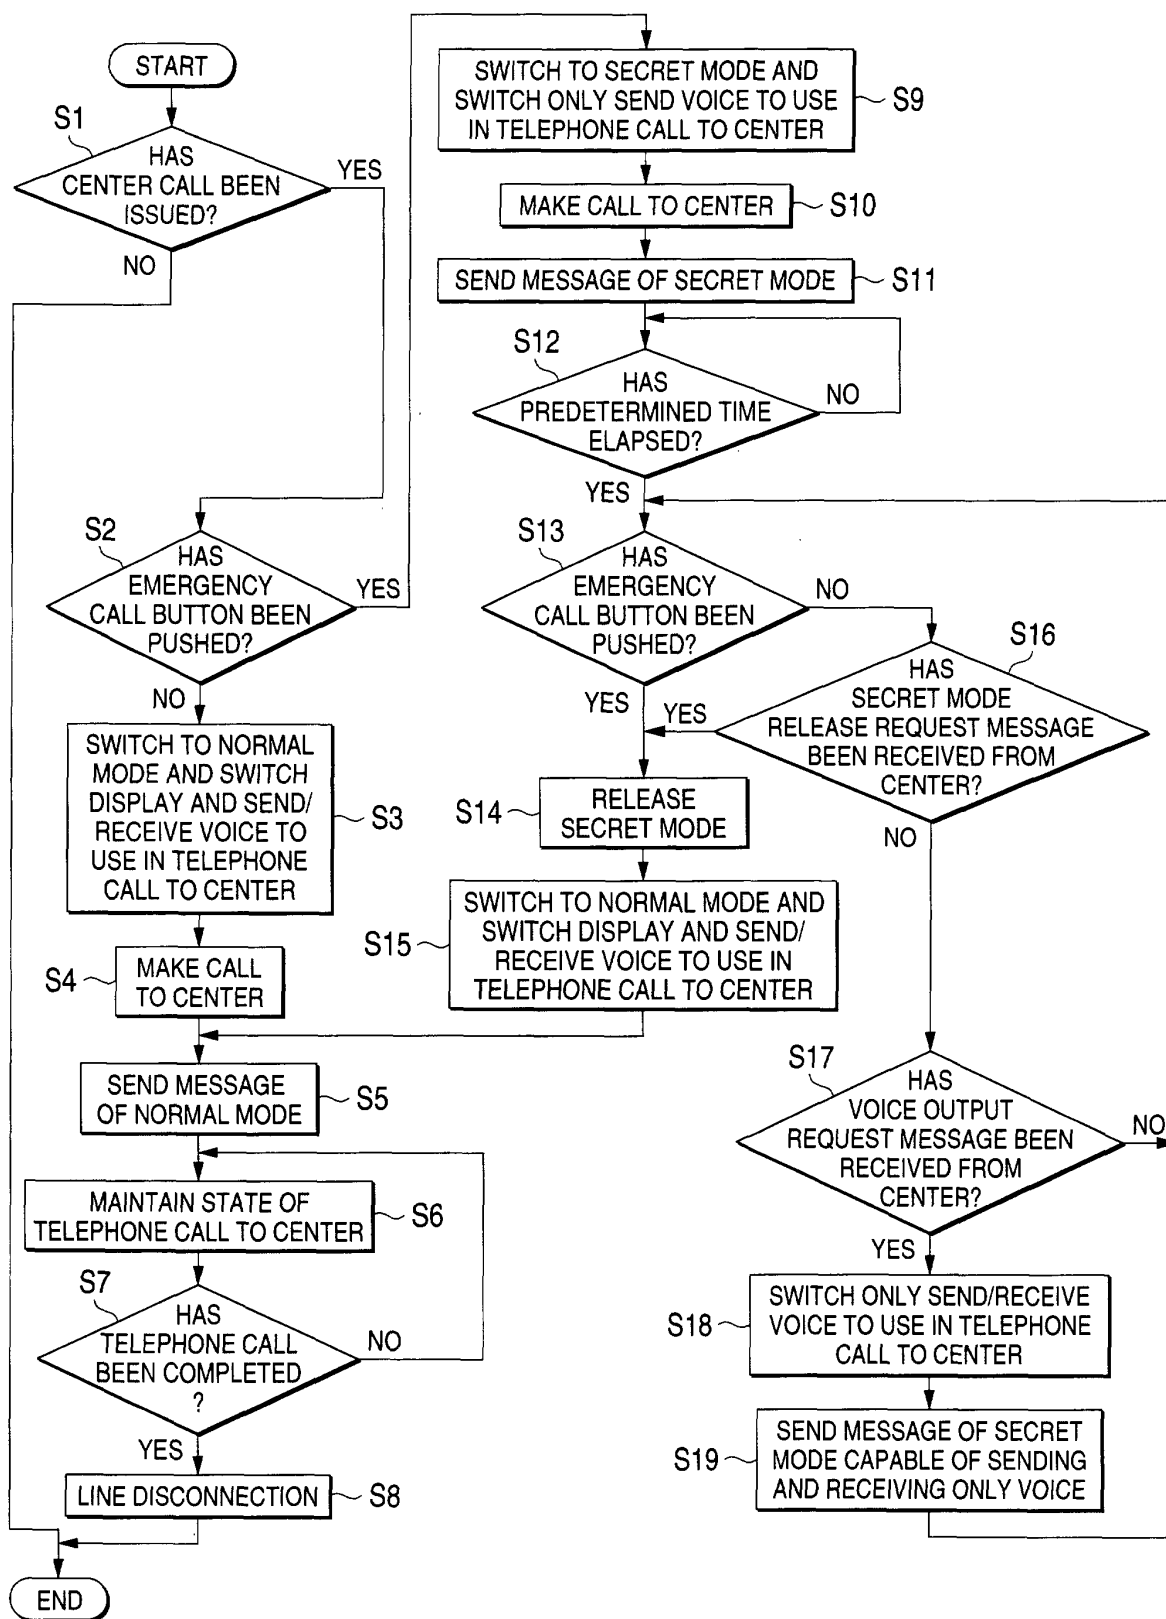 START
S1
HAS
CENTER CALL BEEN
ISSUED?
YES
NO
S2
HAS
EMERGENCY
CALL BUTTON BEEN
PUSHED?
YES
NO
SWITCH TO NORMAL
MODE AND SWITCH
DISPLAY AND SEND/
RECEIVE VOICE TO
USE IN TELEPHONE
CALL TO CENTER
S3
S4
MAKE CALL
TO CENTER
SEND MESSAGE
OF NORMAL MODE
S5
MAINTAIN STATE OF
TELEPHONE CALL TO CENTER
S6
S7
HAS
TELEPHONE CALL
BEEN COMPLETED
?
NO
YES
LINE DISCONNECTION
S8
END
SWITCH TO SECRET MODE AND
SWITCH ONLY SEND VOICE TO USE
IN TELEPHONE CALL TO CENTER
S9
MAKE CALL TO CENTER
S10
SEND MESSAGE OF SECRET MODE
S11
S12
HAS
PREDETERMINED TIME
ELAPSED?
NO
YES
S13
HAS
EMERGENCY
CALL BUTTON BEEN
PUSHED?
NO
YES
S16
HAS
SECRET MODE
RELEASE REQUEST MESSAGE
BEEN RECEIVED FROM
CENTER?
YES
NO
S14
RELEASE
SECRET MODE
S15
SWITCH TO NORMAL MODE AND
SWITCH DISPLAY AND SEND/
RECEIVE VOICE TO USE IN
TELEPHONE CALL TO CENTER
S17
HAS
VOICE OUTPUT
REQUEST MESSAGE BEEN
RECEIVED FROM
CENTER?
NO
YES
S18
SWITCH ONLY SEND/RECEIVE
VOICE TO USE IN TELEPHONE
CALL TO CENTER
S19
SEND MESSAGE OF SECRET
MODE CAPABLE OF SENDING
AND RECEIVING ONLY VOICE